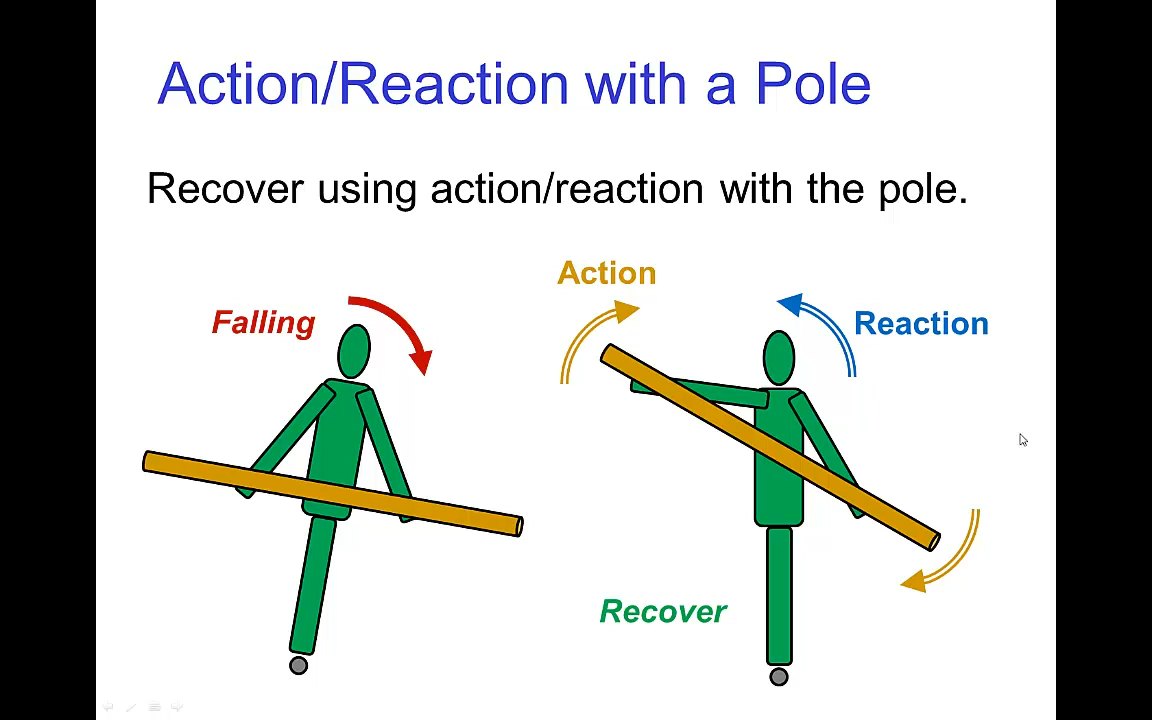 Action/Reaction with a Pole
Recover using action/reaction with the pole.
Action
Falling
Reaction
Recover